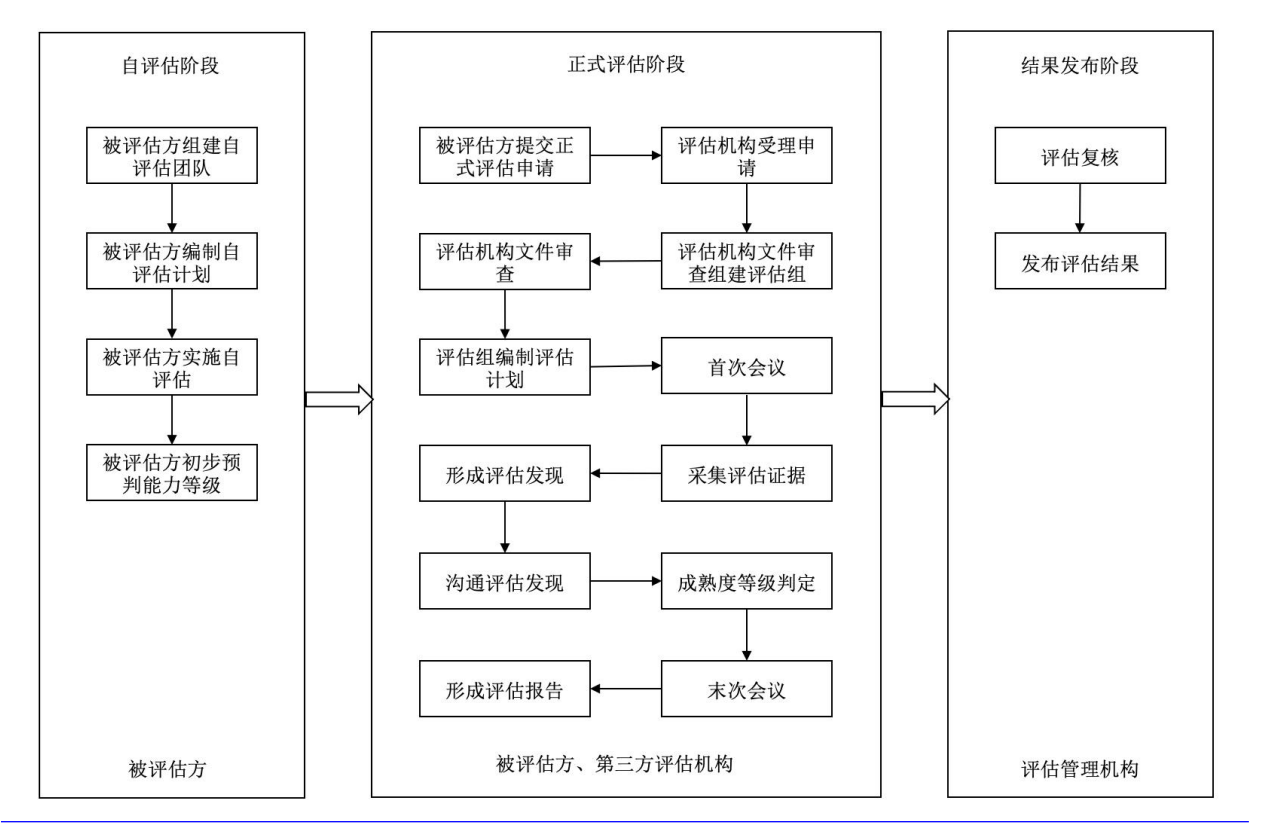 自评估阶段
被评估方组建自
评估团队
被评估方编制自
评估计划
被评估方实施自
评估
被评估方初步预
判能力等级
被评估方
正式评估阶段
被评估方提交正
式评估申请
评估机构受理申
请
评估机构文件审
查组建评估组
评估机构文件审
查
评估组编制评估
计划
首次会议
采集评估证据
形成评估发现
沟通评估发现
成熟度等级判定
末次会议
形成评估报告
被评估方、第三方评估机构
结果发布阶段
评估复核
发布评估结果
评估管理机构